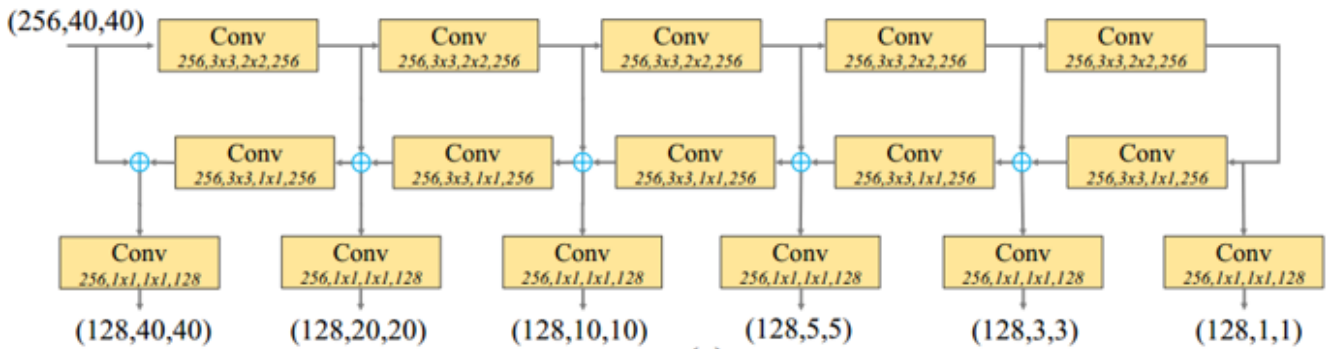 (256,40,40)
Conv
256,3x3,2x2,256
Conv
256,3x3,2x2,256
Conv
256,3x3,2x2,256
Conv
256,3x3,2x2,256
Conv
256,3x3,2x2,256
Conv
256,3x3,1x1,256
Conv
256,3x3,1x1,256
Conv
256,3x3,1x1,256
Conv
256,3x3,1x1,256
Conv
256,3x3,1x1,256
Conv
256,1x1,1x1,128
Conv
256,1x1,1x1,128
Conv
256,1x1,1x1,128
Conv
256,1x1,1x1,128
Conv
256,1x1,1x1,128
Conv
256,1x1,1x1,128
(128,40,40)
(128,20,20)
(128,10,10)
(128,5,5)
(128,3,3)
(128,1,1)